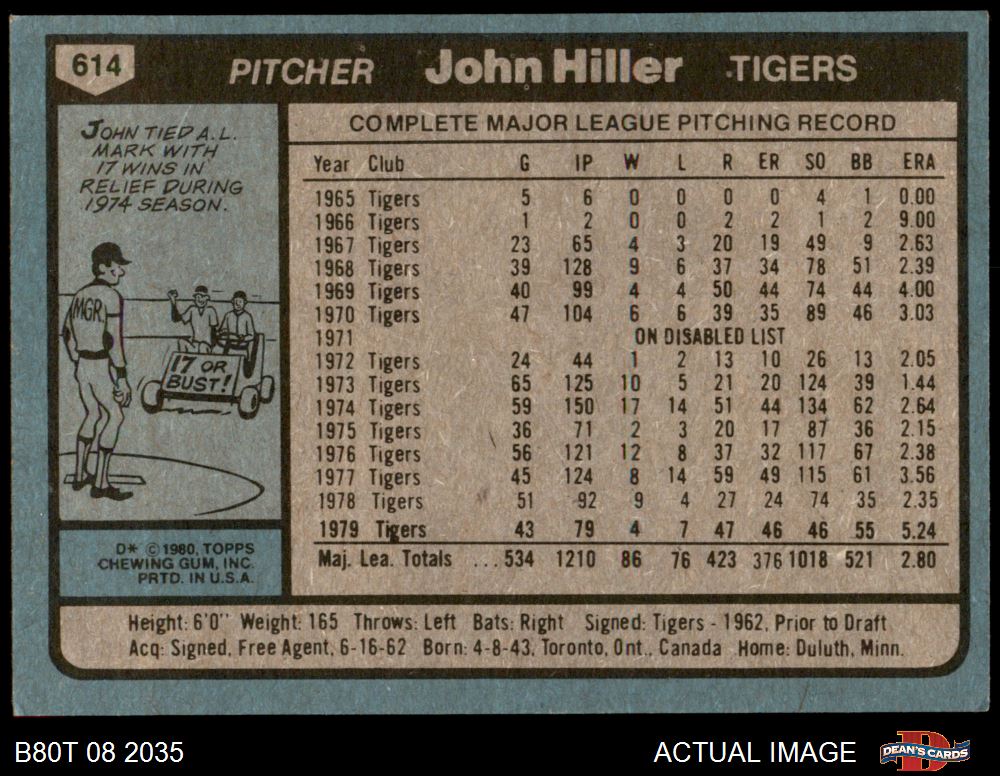 614 PITCHER John Hiller TIGERS
JOHN TIED A.L.
MARK WITH
17 WINS IN
RELIEF DURING
1974 SEASON.
MGR.
17 OR
BUST!
D* © 1980, TOPPS
CHEWING GUM, INC.
PRTD. IN U.S.A.
COMPLETE MAJOR LEAGUE PITCHING RECORD
Year Club G IP W L R ER SO BB ERA
1965 Tigers 5 6 0 0 0 0 4 1 0.00
1966 Tigers 1 2 0 0 2 2 1 2 9.00
1967 Tigers 23 65 4 3 20 19 49 9 2.63
1968 Tigers 39 128 9 6 37 34 78 51 2.39
1969 Tigers 40 99 4 4 50 44 74 44 4.00
1970 Tigers 47 104 6 6 39 35 89 46 3.03
1971 ON DISABLED LIST
1972 Tigers 24 44 1 2 13 10 26 13 2.05
1973 Tigers 65 125 10 5 21 20 124 39 1.44
1974 Tigers 59 150 17 14 51 44 134 62 2.64
1975 Tigers 36 71 2 3 20 17 87 36 2.15
1976 Tigers 56 121 12 8 37 32 117 67 2.38
1977 Tigers 45 124 8 14 59 49 115 61 3.56
1978 Tigers 51 92 9 4 27 24 74 35 2.35
1979 Tigers 43 79 4 7 47 46 46 55 5.24
Maj. Lea. Totals ... 534 1210 86 76 423 376 1018 521 2.80
Height: 6'0" Weight: 165 Throws: Left Bats: Right Signed: Tigers - 1962, Prior to Draft
Acq: Signed, Free Agent, 6-16-62 Born: 4-8-43, Toronto, Ont., Canada Home: Duluth, Minn.
B80T 08 2035 ACTUAL IMAGE D DEAN'S CARDS